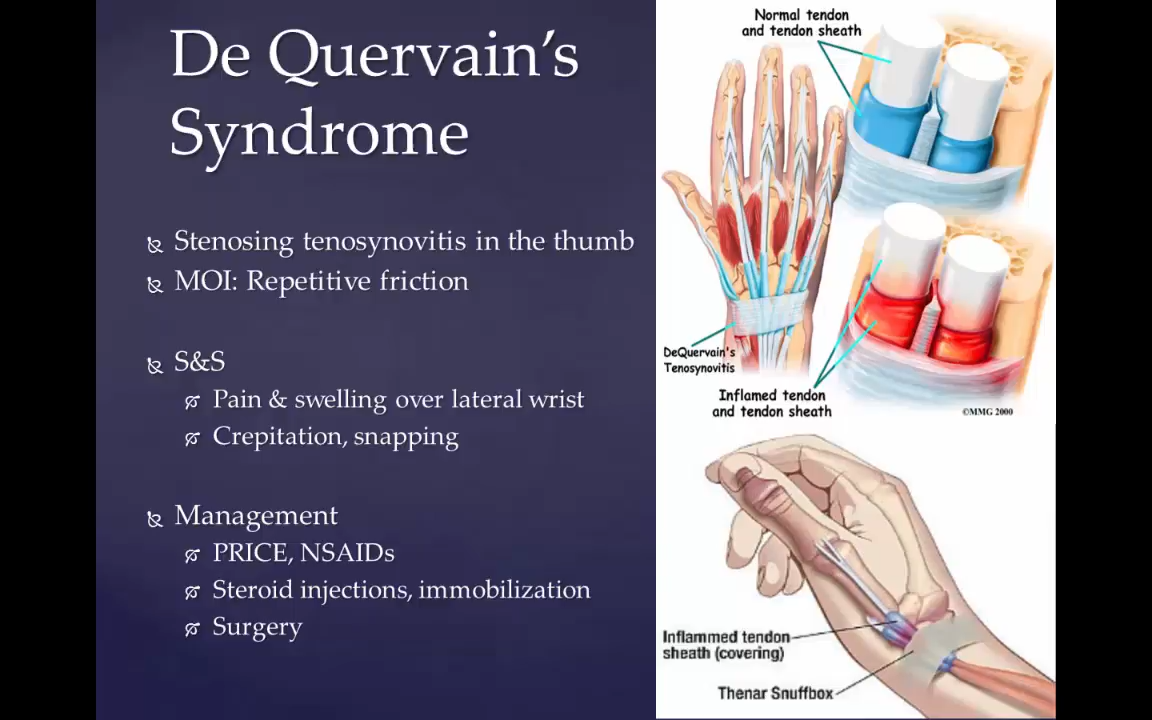 De Quervain's
Syndrome
Stenosing tenosynovitis in the thumb
MOI: Repetitive friction
S&S
Pain & swelling over lateral wrist
Crepitation, snapping
Management
PRICE, NSAIDs
Steroid injections, immobilization
Surgery
Normal tendon
and tendon sheath
DeQuervain's
Tenosynovitis
Inflamed tendon
and tendon sheath
©MMG 2000
Inflammed tendon
sheath (covering)
Thenar Snuffbox